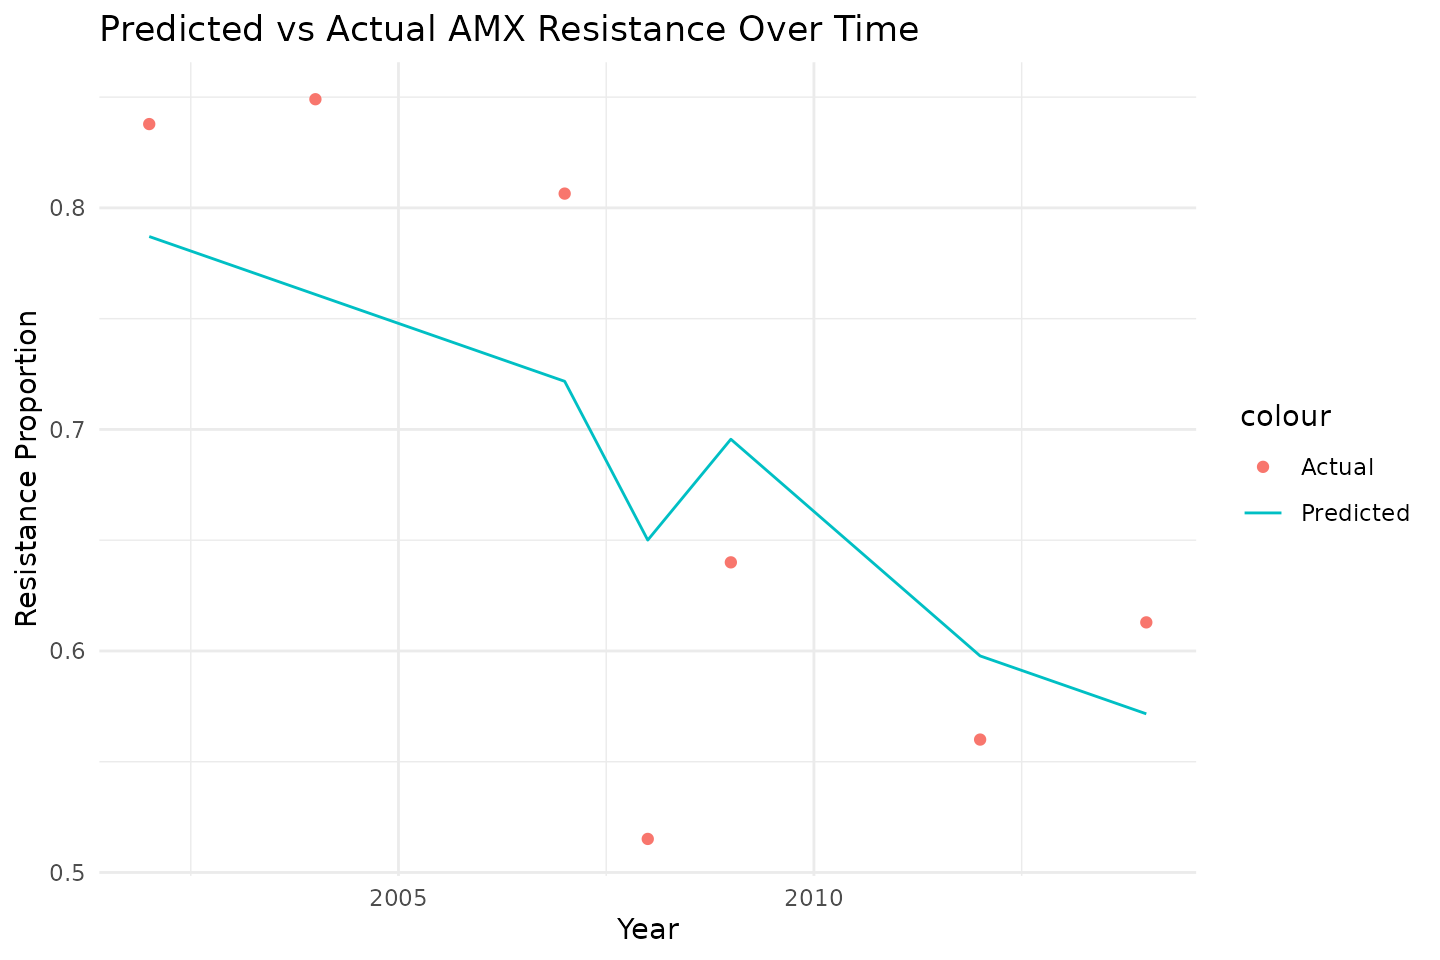 Predicted vs Actual AMX Resistance Over Time
Resistance Proportion
0.8
0.7
0.6
0.5
2005
2010
Year
colour
Actual
Predicted